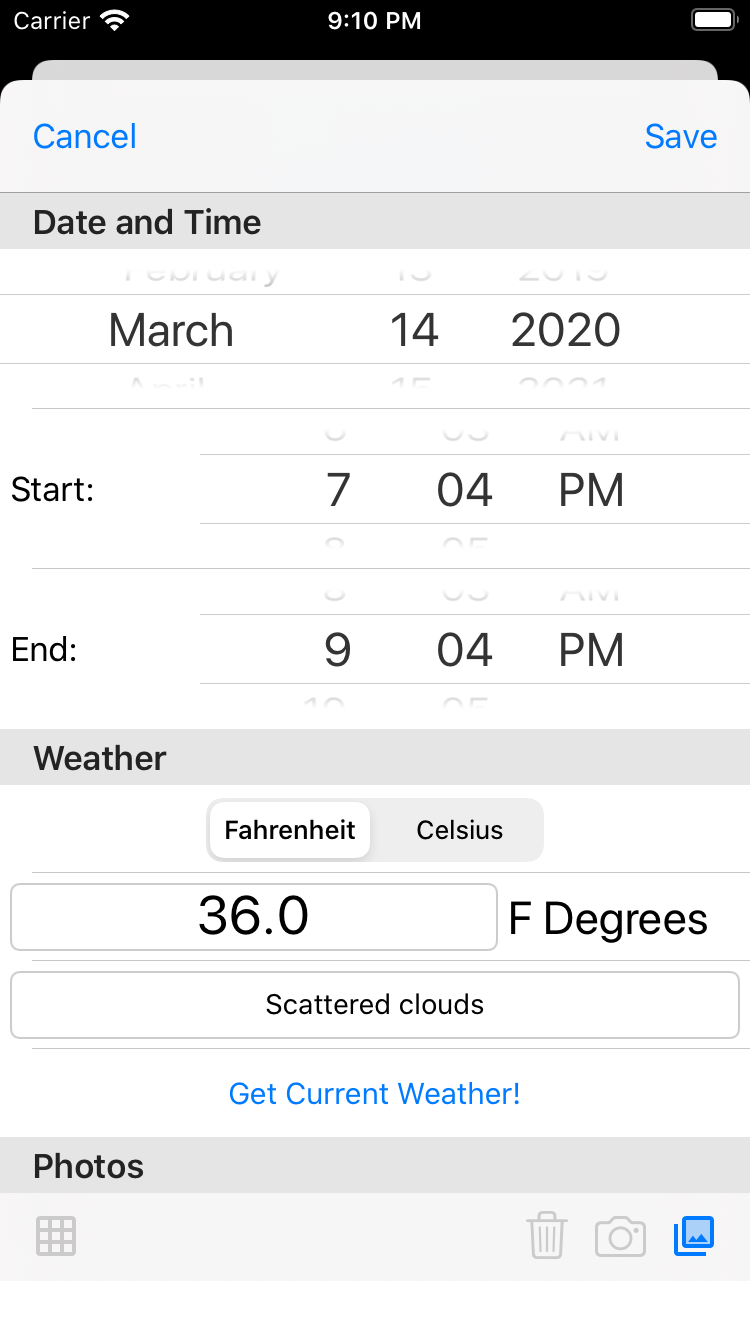 Carrier 9:10 PM
Cancel Save
Date and Time
February 13 2019
March 14 2020
April 15 2021
03 AM
Start: 7 04 PM
8 05
8 03 AM
End: 9 04 PM
10 05
Weather
Fahrenheit Celsius
36.0 F Degrees
Scattered clouds
Get Current Weather!
Photos